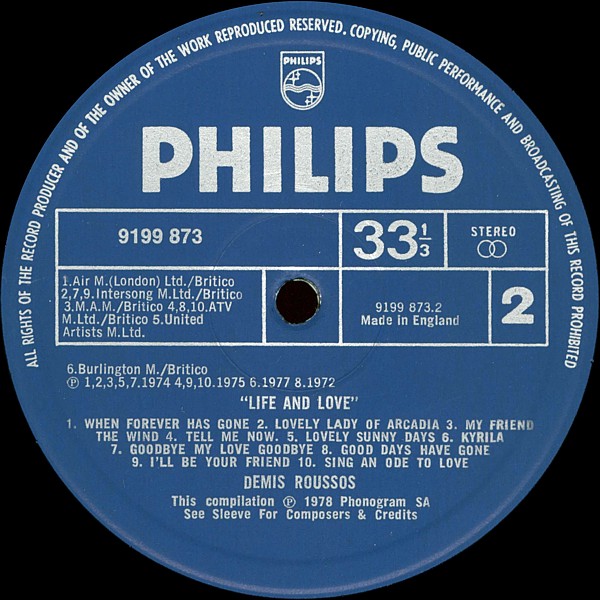 ALL RIGHTS OF THE RECORD PRODUCER AND OF THE OWNER OF THE WORK REPRODUCED RESERVED. COPYING, PUBLIC PERFORMANCE AND BROADCASTING OF THIS RECORD PROHIBITED
PHILIPS
PHILIPS
9199 873
33 1/3
STEREO
1.Air M.(London) Ltd./Britico
2,7,9.Intersong M.Ltd./Britico
3.M.A.M./Britico 4,8,10.ATV
M.Ltd./Britico 5.United
Artists M.Ltd.
9199 873.2
Made in England
2
6.Burlington M./Britico
Ⓟ 1,2,3,5,7.1974 4,9,10.1975 6.1977 8.1972
"LIFE AND LOVE"
1. WHEN FOREVER HAS GONE 2. LOVELY LADY OF ARCADIA 3. MY FRIEND
THE WIND 4. TELL ME NOW. 5. LOVELY SUNNY DAYS 6. KYRILA
7. GOODBYE MY LOVE GOODBYE 8. GOOD DAYS HAVE GONE
9. I'LL BE YOUR FRIEND 10. SING AN ODE TO LOVE
DEMIS ROUSSOS
This compilation Ⓟ 1978 Phonogram SA
See Sleeve For Composers & Credits